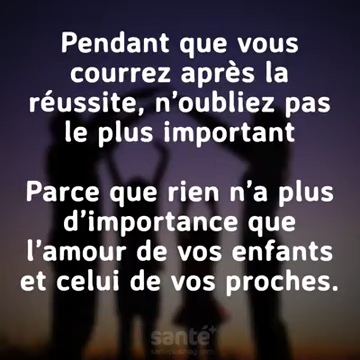 Pendant que vous
courrez après la
réussite, n'oubliez pas
le plus important
Parce que rien n'a plus
d'importance que
l'amour de vos enfants
et celui de vos proches.
santé+